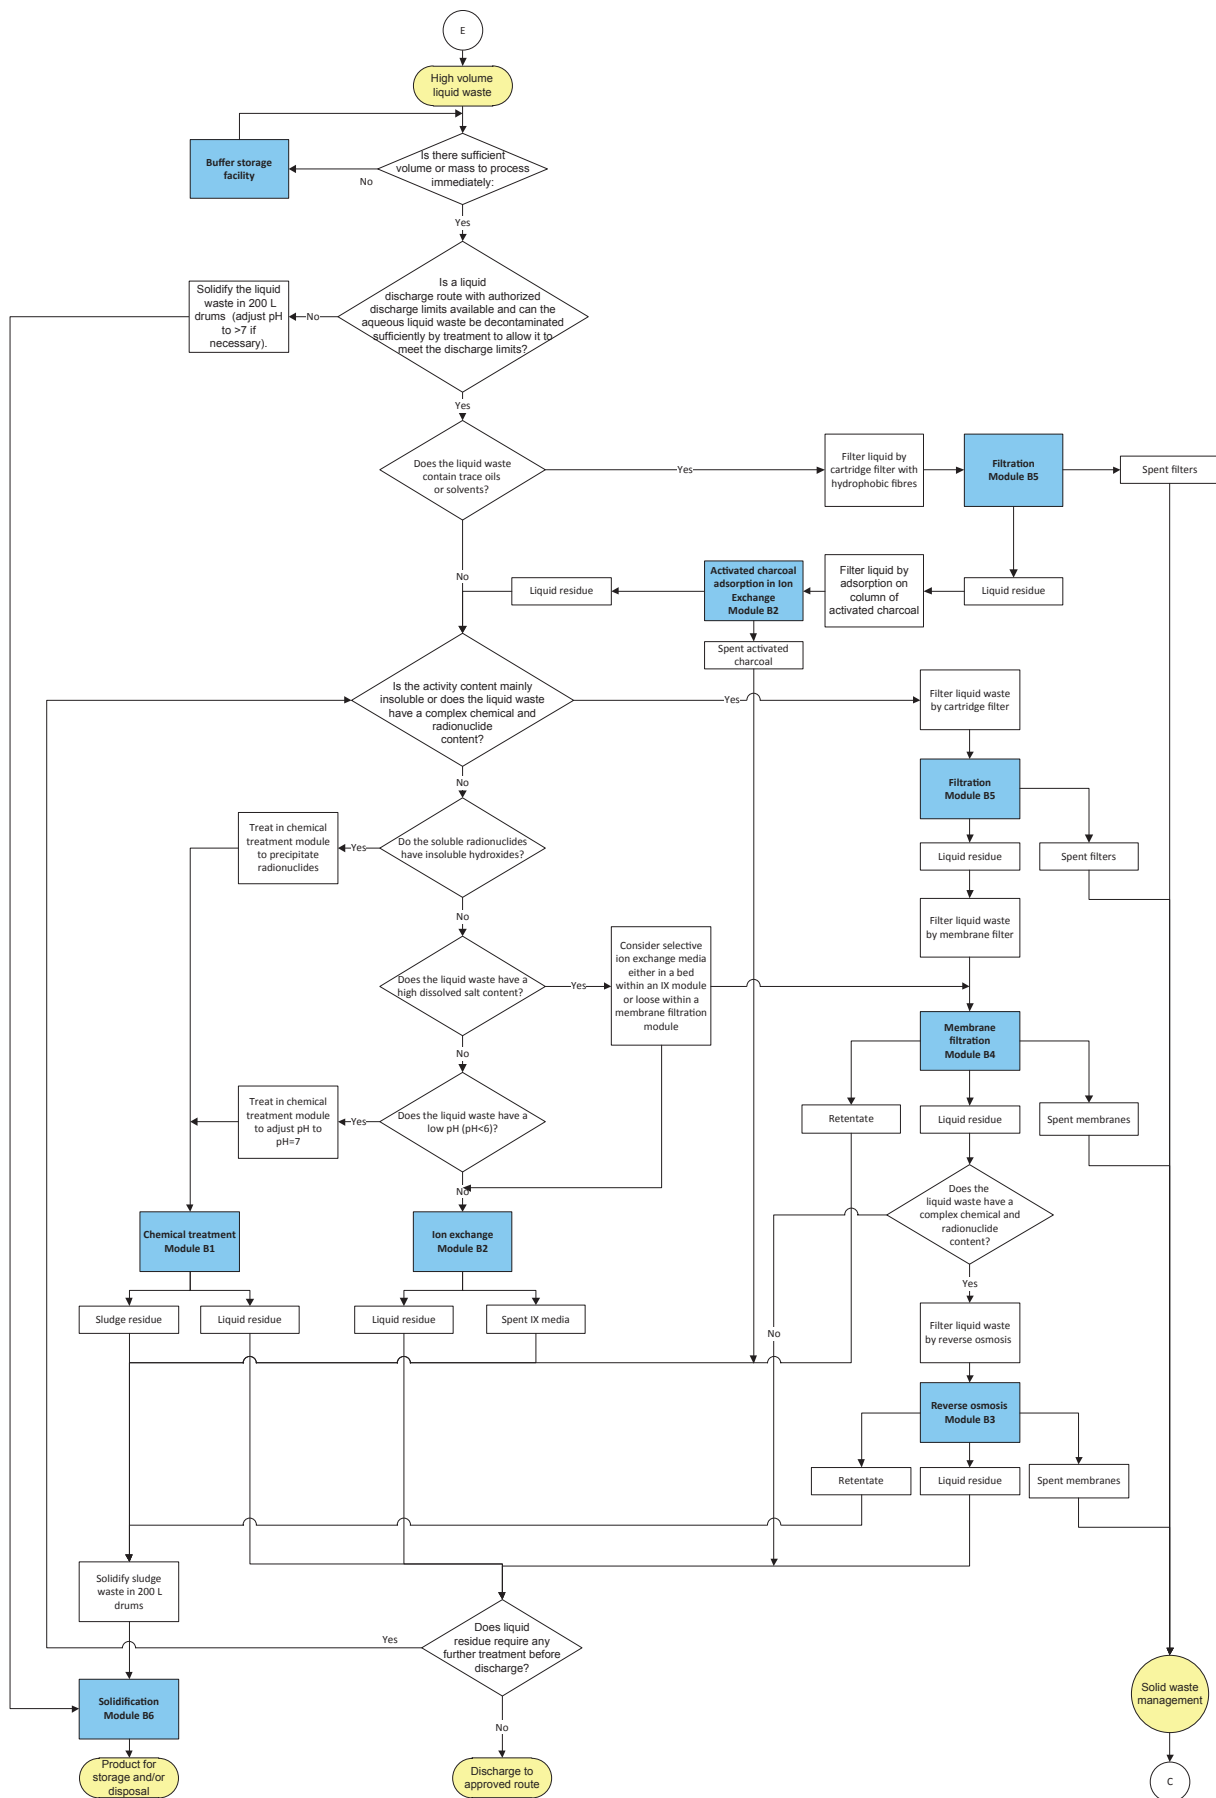 E
High volume
liquid waste
Buffer storage
facility
Is there sufficient
volume or mass to process
immediately:
No
Yes
Solidify the liquid
waste in 200 L
drums (adjust pH
to >7 if
necessary).
No
Is a liquid
discharge route with authorized
discharge limits available and can the
aqueous liquid waste be decontaminated
sufficiently by treatment to allow it to
meet the discharge limits?
Yes
Does the liquid waste
contain trace oils
or solvents?
Yes
Filter liquid by
cartridge filter with
hydrophobic fibres
Filtration
Module B5
Spent filters
No
Liquid residue
Activated charcoal
adsorption in Ion
Exchange
Module B2
Filter liquid by
adsorption on
column of
activated charcoal
Liquid residue
Spent activated
charcoal
Is the activity content mainly
insoluble or does the liquid waste
have a complex chemical and
radionuclide
content?
Yes
Filter liquid waste
by cartridge filter
No
Filtration
Module B5
Treat in chemical
treatment module
to precipitate
radionuclides
Yes
Do the soluble radionuclides
have insoluble hydroxides?
Liquid residue
Spent filters
No
Filter liquid waste
by membrane filter
Does the liquid waste have a
high dissolved salt content?
Yes
Consider selective
ion exchange media
either in a bed
within an IX module
or loose within a
membrane filtration
module
Membrane
filtration
Module B4
No
Treat in chemical
treatment module
to adjust pH to
pH=7
Yes
Does the liquid waste have a
low pH (pH<6)?
Retentate
Liquid residue
Spent membranes
No
Does the
liquid waste have a
complex chemical and
radionuclide
content?
Chemical treatment
Module B1
Ion exchange
Module B2
Yes
Sludge residue
Liquid residue
Liquid residue
Spent IX media
No
Filter liquid waste
by reverse osmosis
Reverse osmosis
Module B3
Retentate
Liquid residue
Spent membranes
Solidify sludge
waste in 200 L
drums
Yes
Does liquid
residue require any
further treatment before
discharge?
Solidification
Module B6
No
Solid waste
management
Product for
storage and/or
disposal
Discharge to
approved route
C